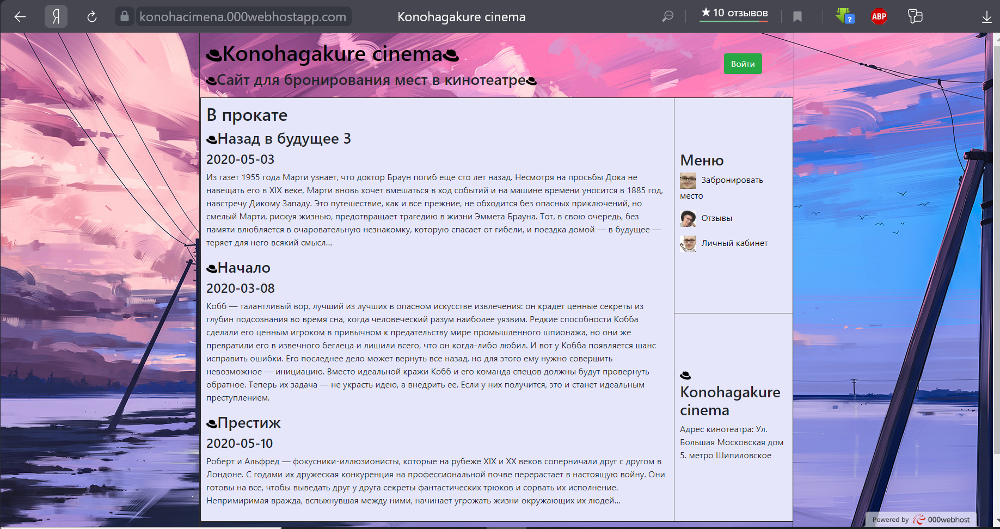 Я
konohacimena.000webhostapp.com
Konohagakure cinema
★10 отзывов
?
ABP
Konohagakure cinema
Сайт для бронирования мест в кинотеатре
Войти
В прокате
Назад в будущее 3
2020-05-03
Из газет 1955 года Марти узнает, что доктор Браун погиб еще сто лет назад. Несмотря на просьбы Дока не
навещать его в XIX веке, Марти вновь хочет вмешаться в ход событий и на машине времени уносится в 1885 год,
навстречу Дикому Западу. Это путешествие, как и все прежние, не обходится без опасных приключений, но
смелый Марти, рискуя жизнью, предотвращает трагедию в жизни Эммета Брауна. Тот, в свою очередь, без
памяти влюбляется в очаровательную незнакомку, которую спасает от гибели, и поездка домой — в будущее —
теряет для него всякий смысл...
Начало
2020-03-08
Кобб — талантливый вор, лучший из лучших в опасном искусстве извлечения: он крадет ценные секреты из
глубин подсознания во время сна, когда человеческий разум наиболее уязвим. Редкие способности Кобба
сделали его ценным игроком в привычном к предательству мире промышленного шпионажа, но они же
превратили его в извечного беглеца и лишили всего, что он когда-либо любил. И вот у Кобба появляется шанс
исправить ошибки. Его последнее дело может вернуть все назад, но для этого ему нужно совершить
невозможное — инициацию. Вместо идеальной кражи Кобб и его команда спецов должны будут провернуть
обратное. Теперь их задача — не украсть идею, а внедрить ее. Если у них получится, это и станет идеальным
преступлением.
Престиж
2020-05-10
Роберт и Альфред — фокусники-иллюзионисты, которые на рубеже XIX и XX веков соперничали друг с другом в
Лондоне. С годами их дружеская конкуренция на профессиональной почве перерастает в настоящую войну. Они
готовы на все, чтобы выведать друг у друга секреты фантастических трюков и сорвать их исполнение.
Непримиримая вражда, вспыхнувшая между ними, начинает угрожать жизни окружающих их людей...
Меню
Забронировать
место
Отзывы
Личный кабинет
Konohagakure
cinema
Адрес кинотеатра: Ул.
Большая Московская дом
5. метро Шипиловское
Powered by 000webhost